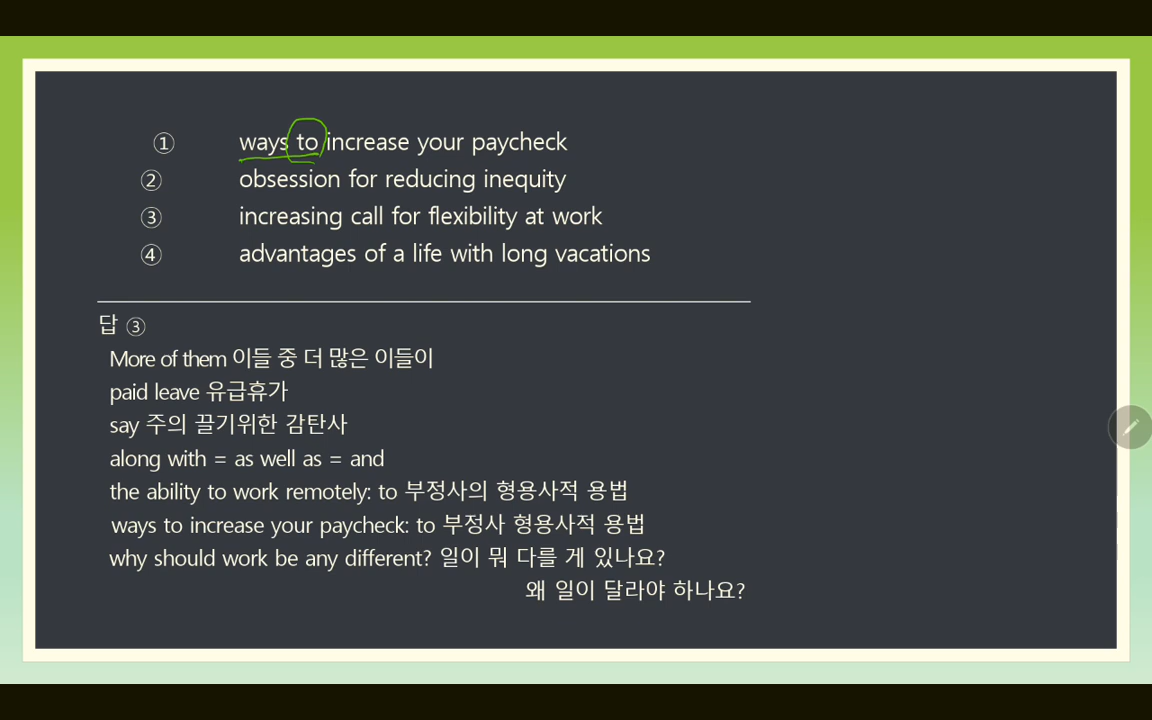 ① ways to increase your paycheck
② obsession for reducing inequity
③ increasing call for flexibility at work
④ advantages of a life with long vacations
답 ③
More of them 이들 중 더 많은 이들이
paid leave 유급휴가
say 주의 끌기위한 감탄사
along with = as well as = and
the ability to work remotely: to 부정사의 형용사적 용법
ways to increase your paycheck: to 부정사 형용사적 용법
why should work be any different? 일이 뭐 다를 게 있나요?
왜 일이 달라야 하나요?